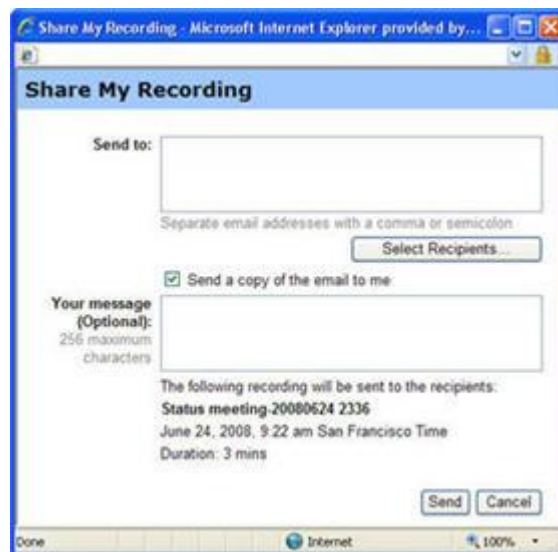 Share My Recording - Microsoft Internet Explorer provided by...
Share My Recording
Send to:
Separate email addresses with a comma or semicolon
Select Recipients...
Send a copy of the email to me
Your message
(Optional):
256 maximum
characters
The following recording will be sent to the recipients:
Status meeting-20080624 2336
June 24, 2008, 9:22 am San Francisco Time
Duration: 3 mins
Send Cancel
Done Internet 100%